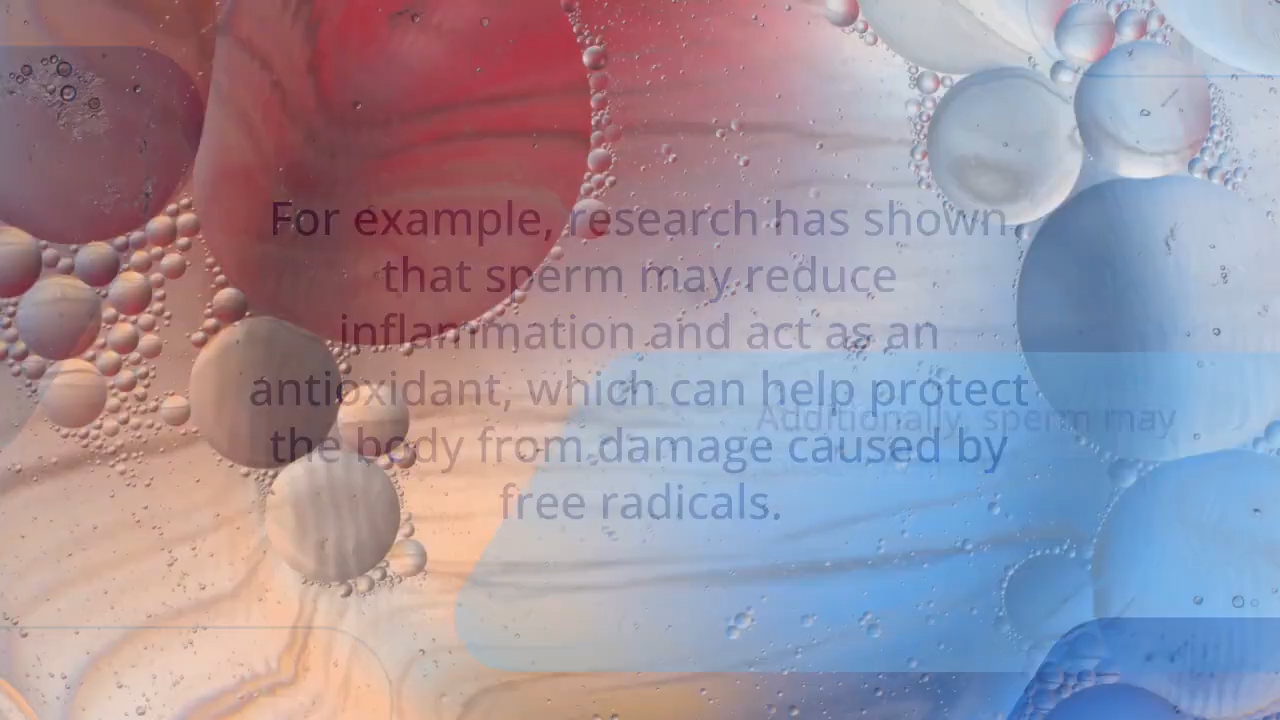 For example, research has shown
that sperm may reduce
inflammation and act as an
antioxidant, which can help protect
Additionally, sperm may
the body from damage caused by
free radicals.